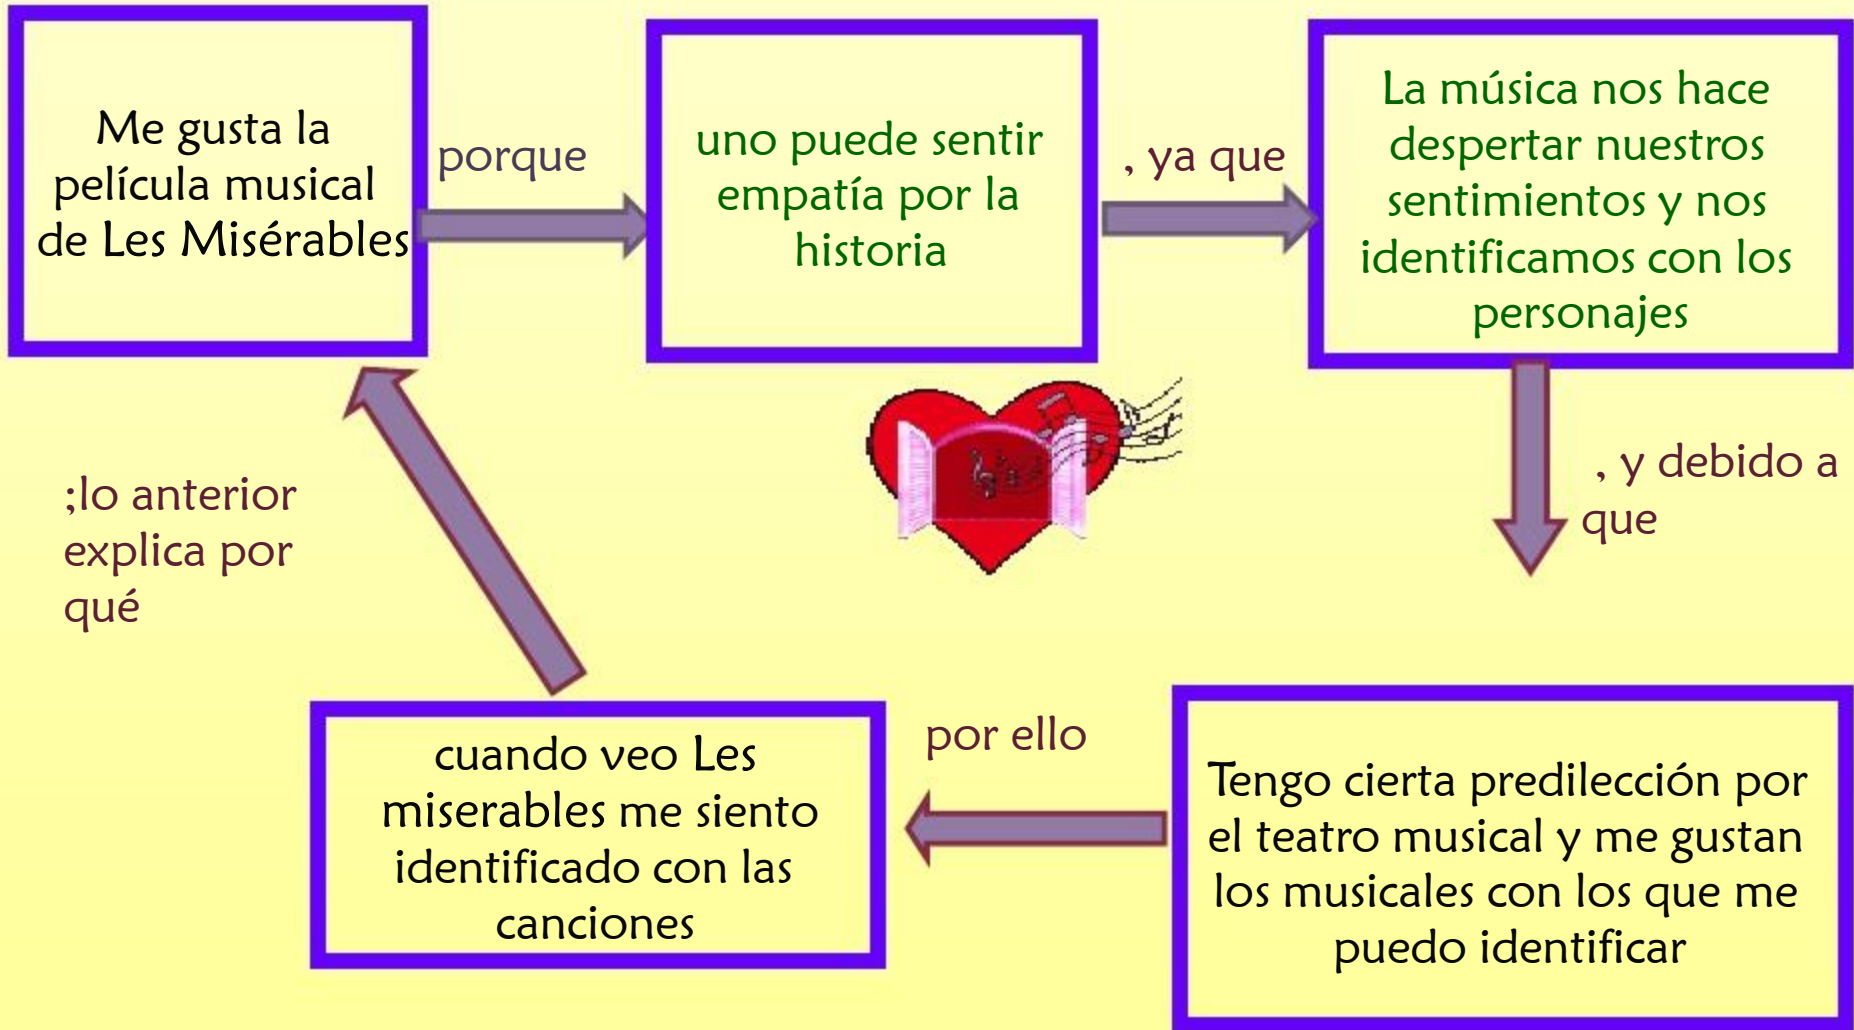 Me gusta la
película musical
de Les Misérables
porque
uno puede sentir
empatía por la
historia
, ya que
La música nos hace
despertar nuestros
sentimientos y nos
identificamos con los
personajes
, y debido a
que
Tengo cierta predilección por
el teatro musical y me gustan
los musicales con los que me
puedo identificar
por ello
cuando veo Les
miserables me siento
identificado con las
canciones
;lo anterior
explica por
qué